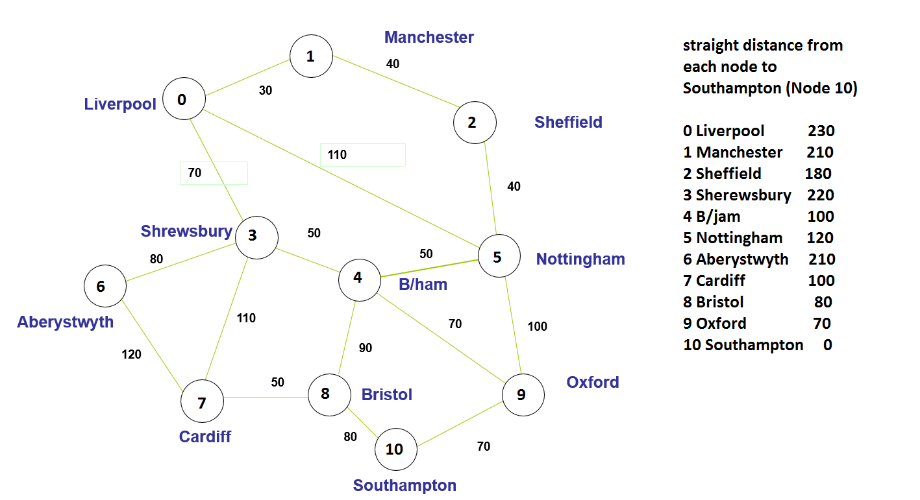 Manchester
1
40
30
Liverpool
0
2
Sheffield
110
70
40
Shrewsbury
3
50
80
50
5
Nottingham
6
4
B/ham
Aberystwyth
110
70
100
120
90
50
Oxford
7
8
Bristol
9
Cardiff
80
10
70
Southampton
straight distance from
each node to
Southampton (Node 10)
0 Liverpool 230
1 Manchester 210
2 Sheffield 180
3 Sherewsbury 220
4 B/jam 100
5 Nottingham 120
6 Aberystwyth 210
7 Cardiff 100
8 Bristol 80
9 Oxford 70
10 Southampton 0